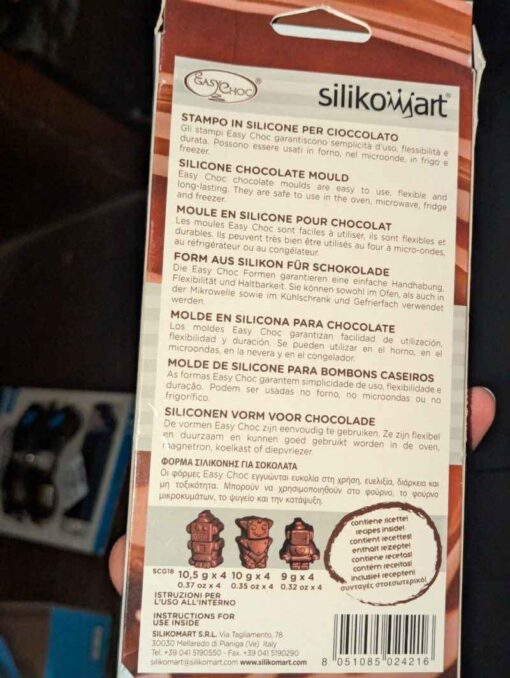 EASYCHOC®
silikomart®
STAMPO IN SILICONE PER CIOCCOLATO
Gli stampi Easy Choc garantiscono semplicità d'uso, flessibilità e
durata. Possono essere usati in forno, nel microonde, in frigo e
freezer.
SILICONE CHOCOLATE MOULD
Easy Choc chocolate moulds are easy to use, flexible and
long-lasting. They are safe to use in the oven, microwave, fridge
and freezer.
MOULE EN SILICONE POUR CHOCOLAT
Les moules Easy Choc sont faciles à utiliser, ils sont flexibles et
durables. Ils peuvent très bien être utilisés au four à micro-ondes,
au réfrigérateur ou au congélateur.
FORM AUS SILIKON FÜR SCHOKOLADE
Die Easy Choc Formen garantieren eine einfache Handhabung,
Flexibilität und Haltbarkeit. Sie können sowohl im Ofen, als auch in
der Mikrowelle sowie im Kühlschrank und Gefrierfach verwendet
werden.
MOLDE EN SILICONA PARA CHOCOLATE
Los moldes Easy Choc garantizan facilidad de utilización,
flexibilidad y duración. Se pueden utilizar en el horno, en el
microondas, en la nevera y en el congelador.
MOLDE DE SILICONE PARA BOMBONS CASEIROS
As formas Easy Choc garantem simplicidade de uso, flexibilidade e
duração. Podem ser usadas no forno, no microondas ou no
frigorífico.
SILICONEN VORM VOOR CHOCOLADE
De vormen Easy Choc zijn eenvoudig te gebruiken. Ze zijn flexibel
en duurzaam en kunnen goed gebruikt worden in de oven,
magnetron, koelkast of diepvriezer.
ΦΟΡΜΑ ΣΙΛΙΚΟΝΗΣ ΓΙΑ ΣΟΚΟΛΑΤΑ
Οι φόρμες Easy Choc εγγυώνται ευκολία στη χρήση, ευελιξία, διάρκεια και
μη τοξικότητα. Μπορούν να χρησιμοποιηθούν στο φούρνο, το φούρνο
μικροκυμάτων, το ψυγείο και την κατάψυξη.
contiene ricette!
recipes inside!
contient recettes!
enthält rezepte!
contiene recetas!
contém receitas!
inclusief recepten!
συνταγές στοεσωτερικό!
SCG18 10,5 g x 4 10 g x 4 9 g x 4
0.37 oz x 4 0.35 oz x 4 0.32 oz x 4
ISTRUZIONI PER
L'USO ALL'INTERNO
INSTRUCTIONS FOR
USE INSIDE
SILIKOMART S.R.L. Via Tagliamento, 78
30030 Mellaredo di Pianiga (Ve) Italy
Tel. +39 041 5190550 - Fax. +39 041 5190290
silikomart@silikomart.com www.silikomart.com
8 051085 024216